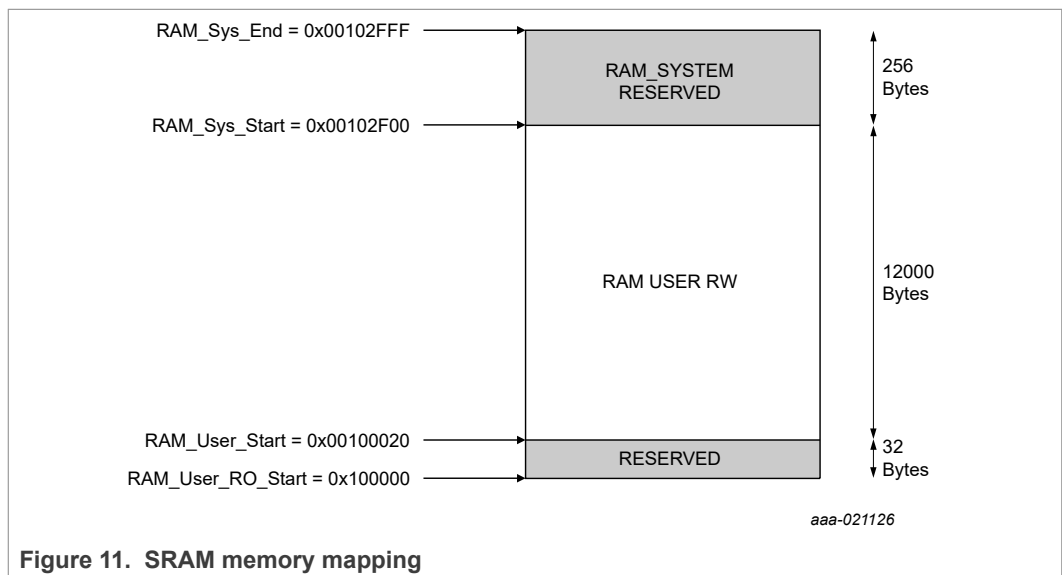 RAM_Sys_End = 0x00102FFF
RAM_SYSTEM
RESERVED
256
Bytes
RAM_Sys_Start = 0x00102F00
RAM USER RW
12000
Bytes
RAM_User_Start = 0x00100020
RESERVED
32
Bytes
RAM_User_RO_Start = 0x100000
aaa-021126
Figure 11. SRAM memory mapping